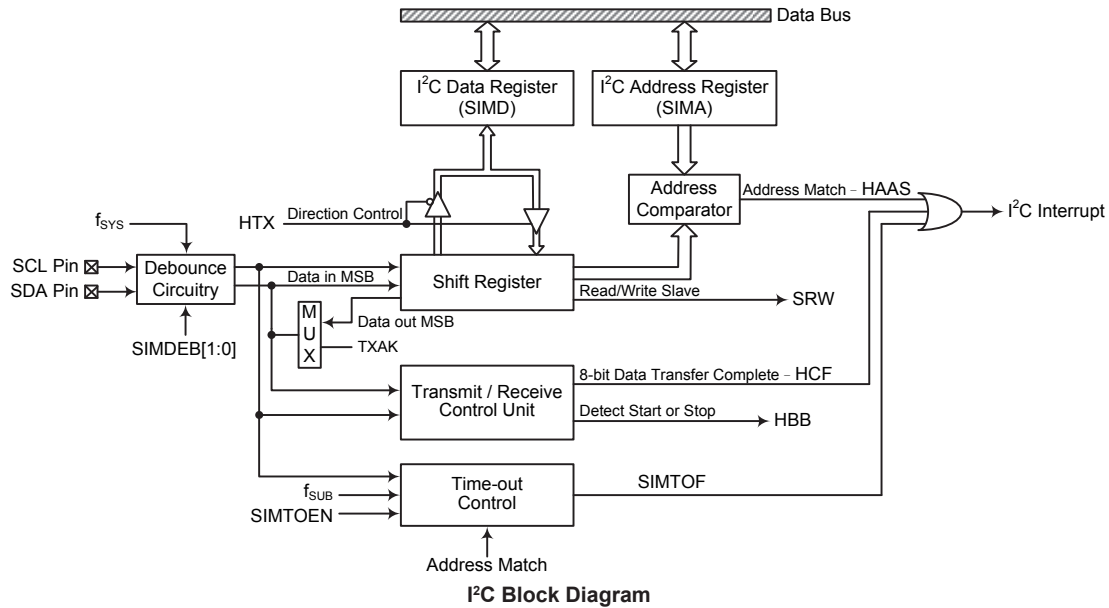 Data Bus
I²C Data Register
(SIMD)
I²C Address Register
(SIMA)
Address
Comparator
Address Match - HAAS
I²C Interrupt
HTX
Direction Control
fSYS
SCL Pin
SDA Pin
Debounce
Circuitry
SIMDEB[1:0]
Data in MSB
Shift Register
Read/Write Slave
SRW
M
U
X
Data out MSB
TXAK
Transmit / Receive
Control Unit
8-bit Data Transfer Complete - HCF
Detect Start or Stop
HBB
Time-out
Control
fSUB
SIMTOEN
SIMTOF
Address Match
I²C Block Diagram